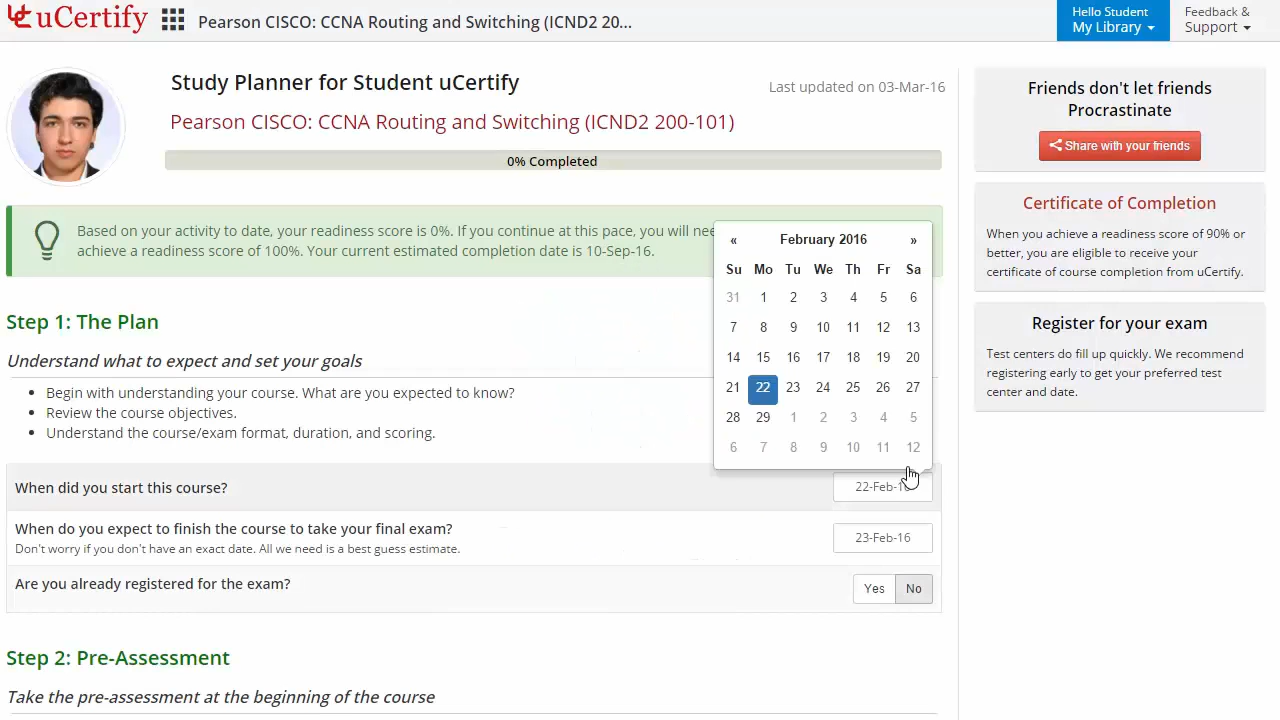 uCertify
Pearson CISCO: CCNA Routing and Switching (ICND2 20...
Hello Student
My Library
Feedback &
Support
Study Planner for Student uCertify
Last updated on 03-Mar-16
Pearson CISCO: CCNA Routing and Switching (ICND2 200-101)
0% Completed
Based on your activity to date, your readiness score is 0%. If you continue at this pace, you will
achieve a readiness score of 100%. Your current estimated completion date is 10-Sep-16.
« February 2016 »
Su Mo Tu We Th Fr Sa
31 1 2 3 4 5 6
7 8 9 10 11 12 13
14 15 16 17 18 19 20
21 22 23 24 25 26 27
28 29 1 2 3 4 5
6 7 8 9 10 11 12
Step 1: The Plan
Understand what to expect and set your goals
• Begin with understanding your course. What are you expected to know?
• Review the course objectives.
• Understand the course/exam format, duration, and scoring.
When did you start this course?
22-Feb-16
When do you expect to finish the course to take your final exam?
Don't worry if you don't have an exact date. All we need is a best guess estimate.
23-Feb-16
Are you already registered for the exam?
Yes No
Step 2: Pre-Assessment
Take the pre-assessment at the beginning of the course
Friends don't let friends
Procrastinate
Share with your friends
Certificate of Completion
When you achieve a readiness score of 90% or
better, you are eligible to receive your
certificate of course completion from uCertify.
Register for your exam
Test centers do fill up quickly. We recommend
registering early to get your preferred test
center and date.